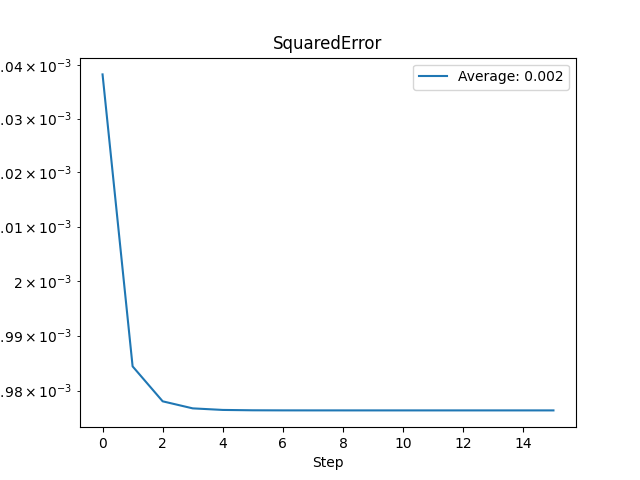 SquaredError
Average: 0.002
.04 × 10⁻³
.03 × 10⁻³
.02 × 10⁻³
.01 × 10⁻³
2 × 10⁻³
.99 × 10⁻³
.98 × 10⁻³
0 2 4 6 8 10 12 14
Step